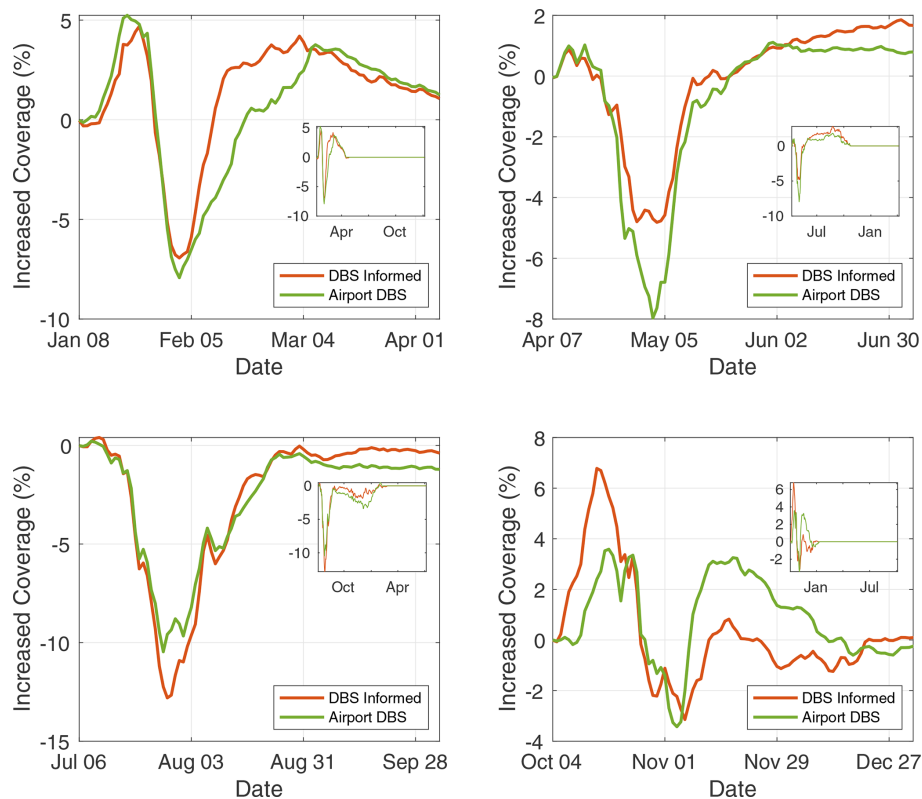 Increased Coverage (%)
5
0
-5
-10
Jan 08 Feb 05 Mar 04 Apr 01
Date
5
0
-5
-10
Apr Oct
DBS Informed
Airport DBS
Increased Coverage (%)
2
0
-2
-4
-6
-8
Apr 07 May 05 Jun 02 Jun 30
Date
0
-5
-10
Jul Jan
DBS Informed
Airport DBS
Increased Coverage (%)
0
-5
-10
-15
Jul 06 Aug 03 Aug 31 Sep 28
Date
0
-5
-10
Oct Apr
DBS Informed
Airport DBS
Increased Coverage (%)
8
6
4
2
0
-2
-4
Oct 04 Nov 01 Nov 29 Dec 27
Date
6
4
2
0
-2
Jan Jul
DBS Informed
Airport DBS